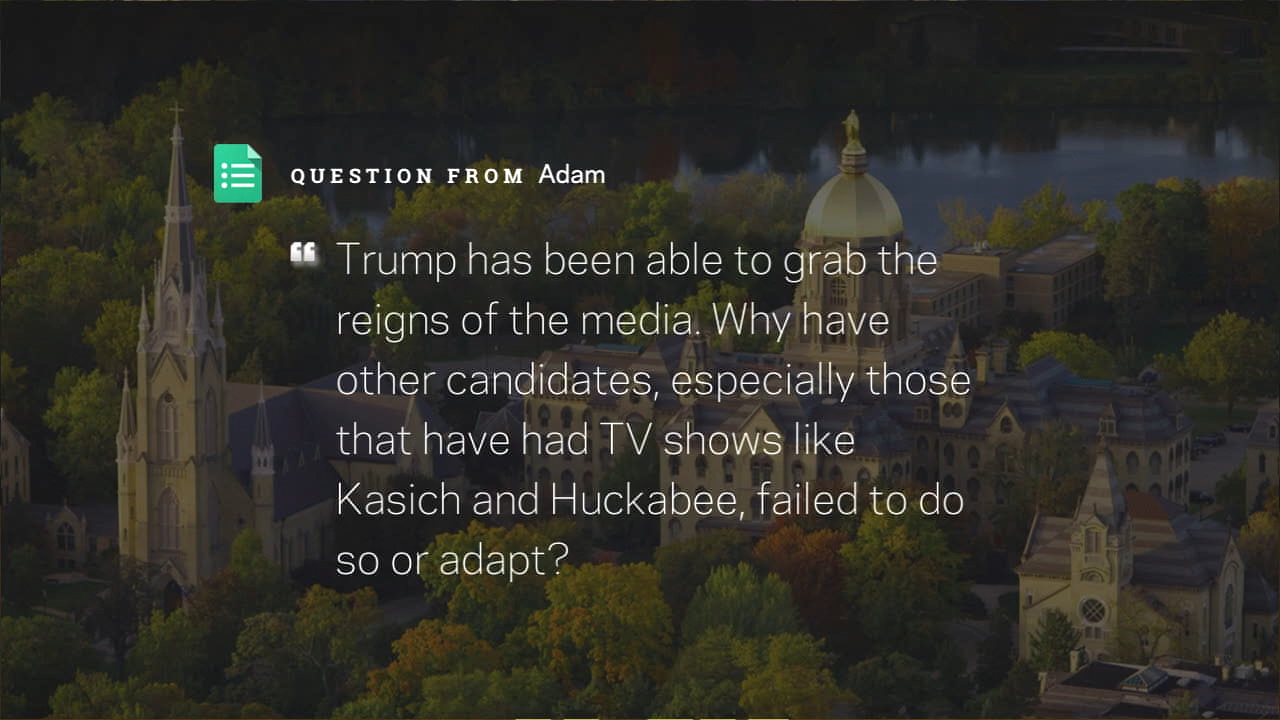 QUESTION FROM Adam
❝ Trump has been able to grab the
reigns of the media. Why have
other candidates, especially those
that have had TV shows like
Kasich and Huckabee, failed to do
so or adapt?